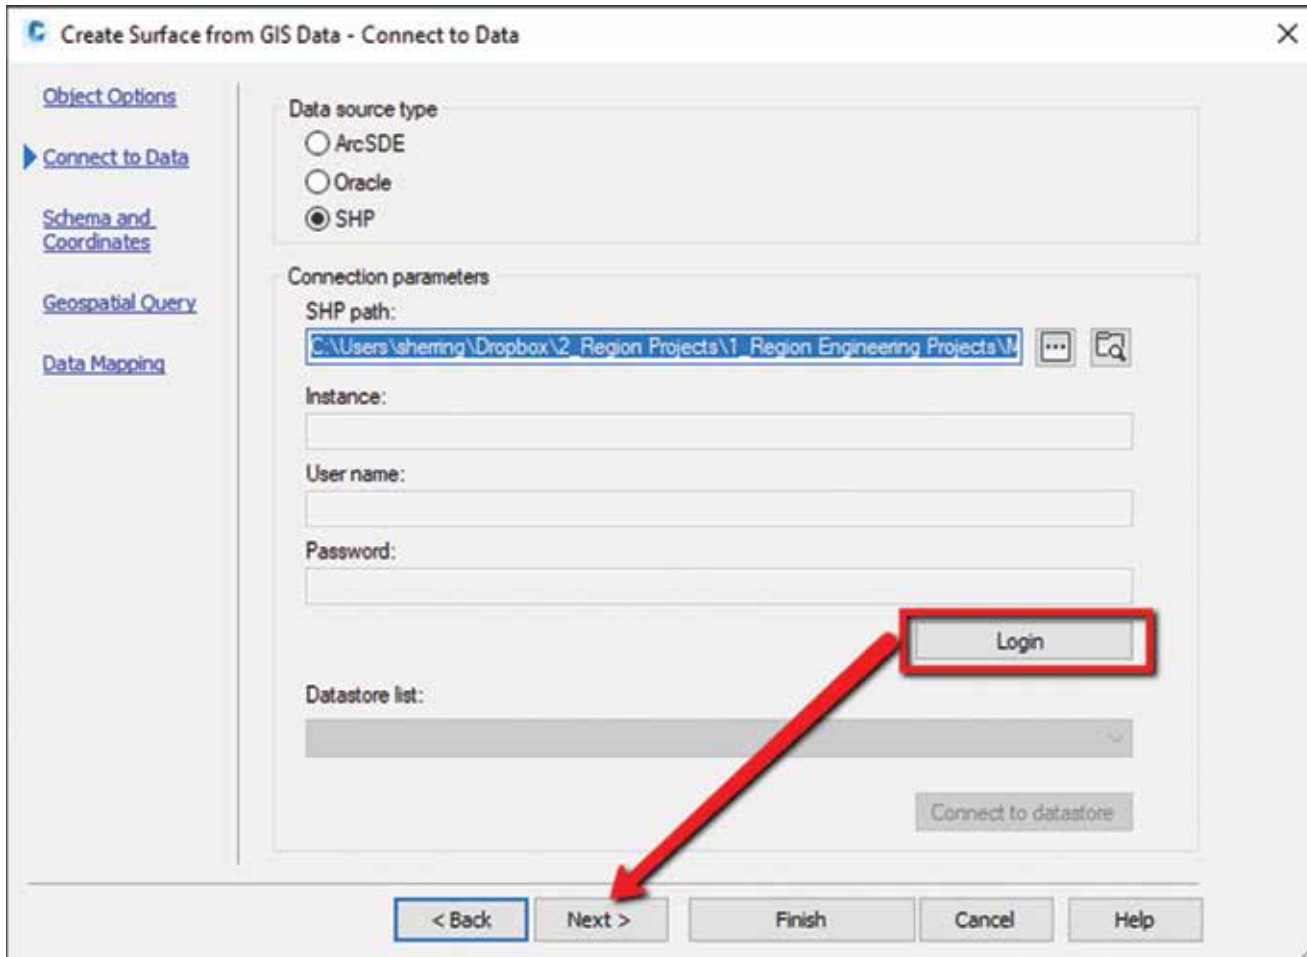 Create Surface from GIS Data - Connect to Data
Object Options
Connect to Data
Schema and
Coordinates
Geospatial Query
Data Mapping
Data source type
ArcSDE
Oracle
SHP
Connection parameters
SHP path:
C:\Users\sherring\Dropbox\2_Region Projects\1_Region Engineering Projects\M
...
Instance:
User name:
Password:
Login
Datastore list:
Connect to datastore
< Back
Next >
Finish
Cancel
Help